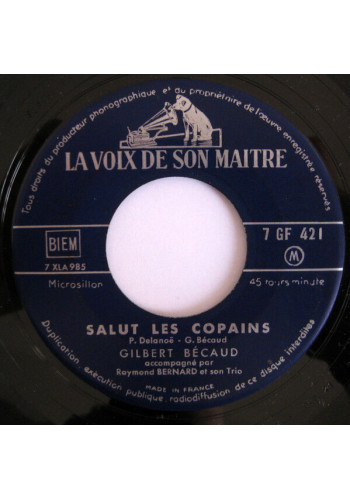 Tous droits du producteur phonographique et du propriétaire de l'œuvre enregistrée réservés
LA VOIX DE SON MAITRE
BIEM
7 XLA 985
Microsillon
7 GF 421
M
45 tours minute
SALUT LES COPAINS
P. Delanoë - G. Bécaud
GILBERT BÉCAUD
accompagné par
Raymond BERNARD et son Trio
MADE IN FRANCE
Duplication, exécution publique, radiodiffusion de ce disque interdites